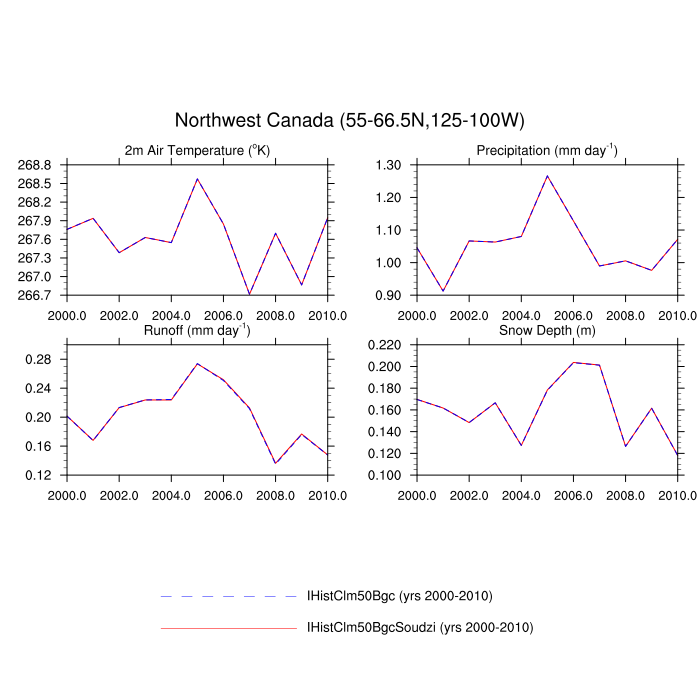 Northwest Canada (55-66.5N,125-100W)
2m Air Temperature (°K)
268.8
268.5
268.2
267.9
267.6
267.3
267.0
266.7
2000.0 2002.0 2004.0 2006.0 2008.0 2010.0
Precipitation (mm day-1)
1.30
1.20
1.10
1.00
0.90
2000.0 2002.0 2004.0 2006.0 2008.0 2010.0
Runoff (mm day-1)
0.28
0.24
0.20
0.16
0.12
2000.0 2002.0 2004.0 2006.0 2008.0 2010.0
Snow Depth (m)
0.220
0.200
0.180
0.160
0.140
0.120
0.100
2000.0 2002.0 2004.0 2006.0 2008.0 2010.0
IHistClm50Bgc (yrs 2000-2010)
IHistClm50BgcSoudzi (yrs 2000-2010)